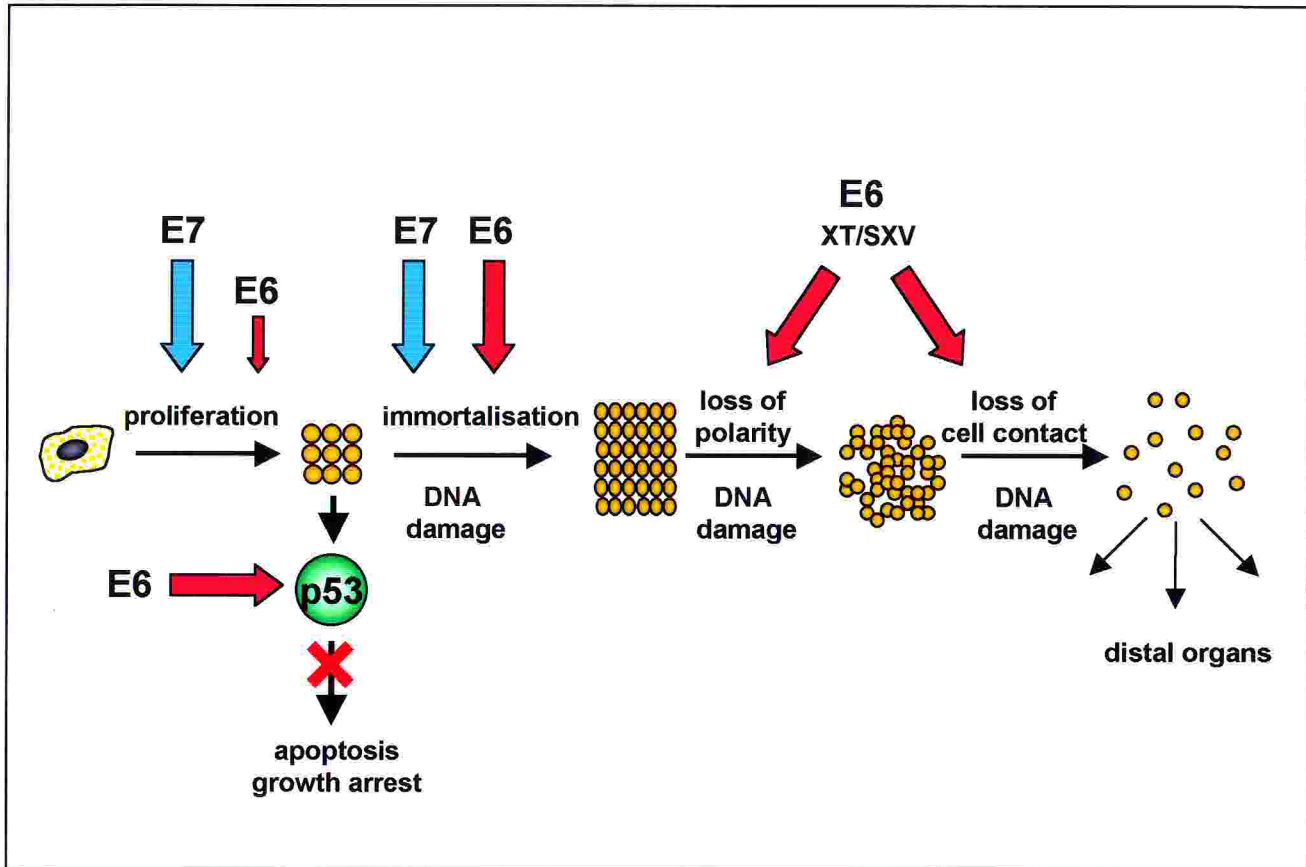 E6
XT/SXV
E7
E6
E7
E6
proliferation
immortalisation
loss of
polarity
loss of
cell contact
DNA
damage
DNA
damage
DNA
damage
E6
p53
distal organs
apoptosis
growth arrest